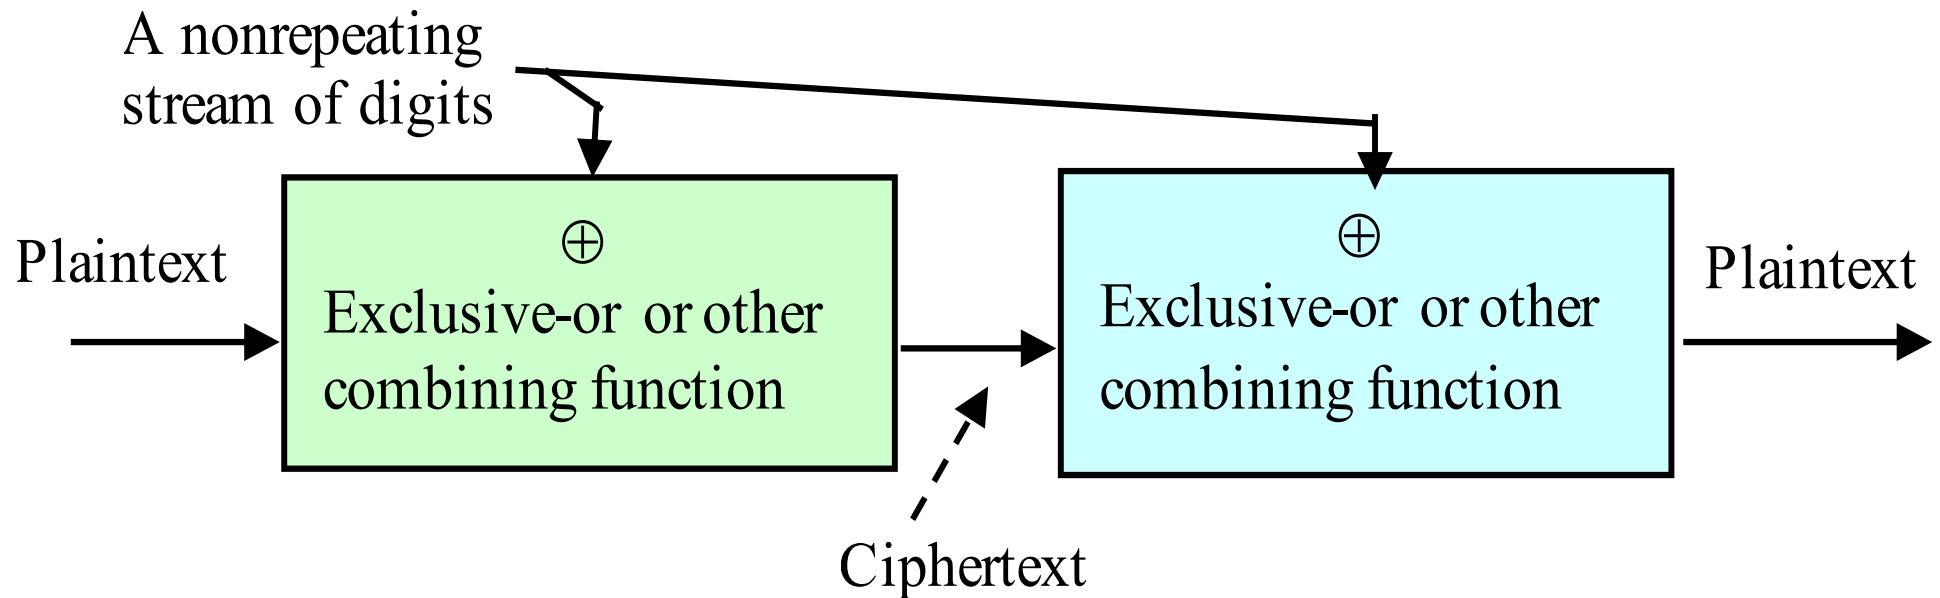 A nonrepeating
stream of digits
Plaintext
⊕
Exclusive-or or other
combining function
⊕
Exclusive-or or other
combining function
Plaintext
Ciphertext